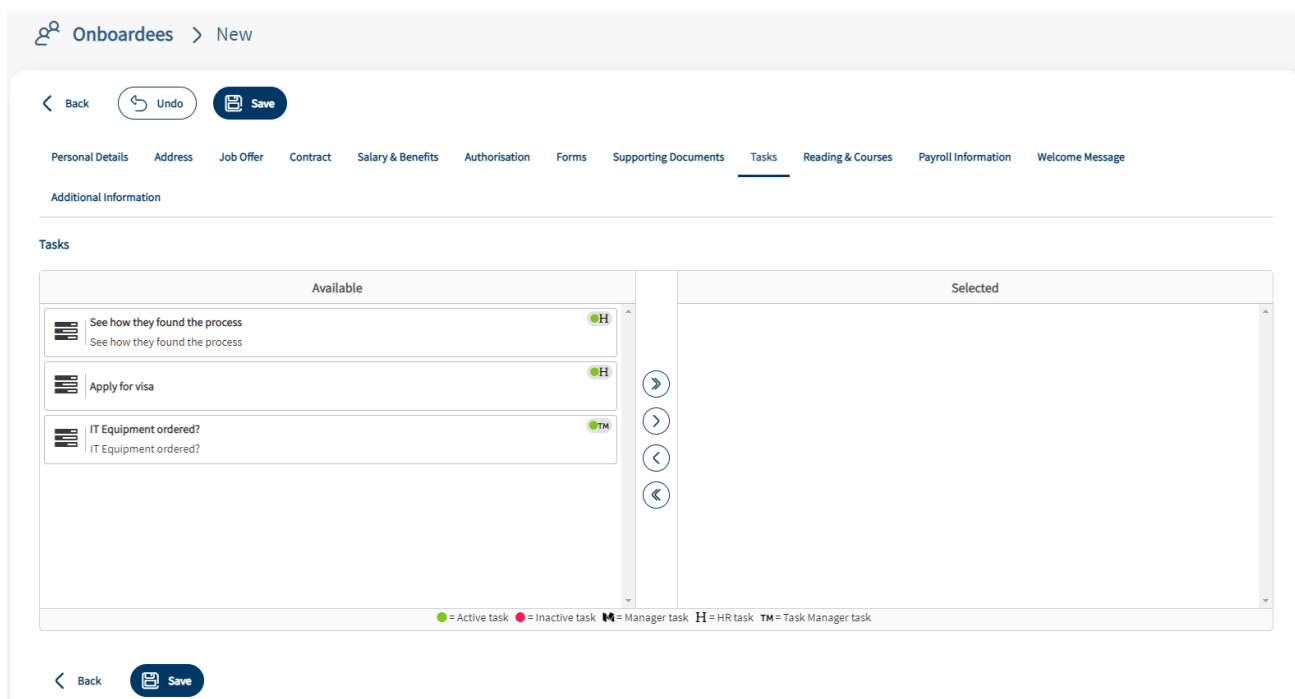 Onboardees > New
Back Undo Save
Personal Details Address Job Offer Contract Salary & Benefits Authorisation Forms Supporting Documents Tasks Reading & Courses Payroll Information Welcome Message
Additional Information
Tasks
Available Selected
See how they found the process H
See how they found the process
Apply for visa H
IT Equipment ordered? TM
IT Equipment ordered?
= Active task = Inactive task M = Manager task H = HR task TM = Task Manager task
Back Save